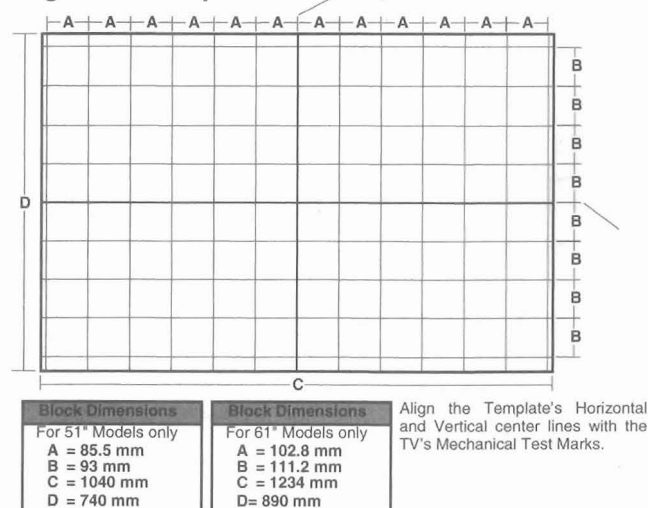 A A A A A A A A A A A A
B
B
B
B
D
B
B
B
B
C
Block Dimensions
For 51" Models only
A = 85.5 mm
B = 93 mm
C = 1040 mm
D = 740 mm
Block Dimensions
For 61" Models only
A = 102.8 mm
B = 111.2 mm
C = 1234 mm
D= 890 mm
Align the Template's Horizontal
and Vertical center lines with the
TV's Mechanical Test Marks.